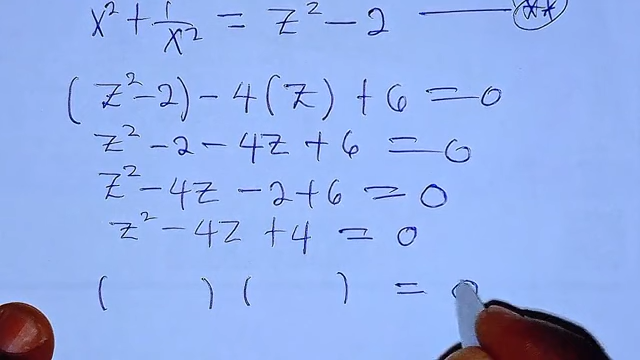 x² + 1/x² = z² - 2 ——— (**)
(z² - 2) - 4(z) + 6 = 0
z² - 2 - 4z + 6 = 0
z² - 4z - 2 + 6 = 0
z² - 4z + 4 = 0
(    ) (    ) = 0